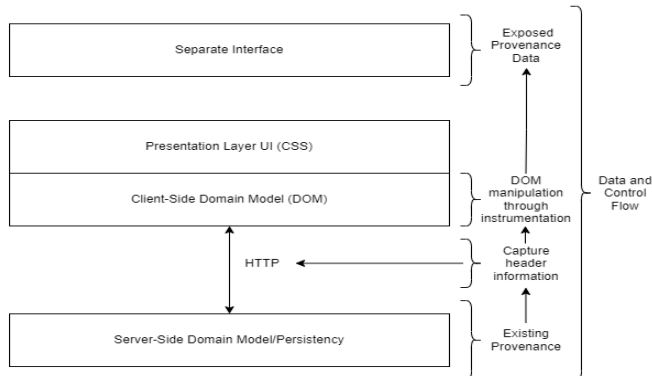 Separate Interface
Exposed
Provenance
Data
Presentation Layer UI (CSS)
Client-Side Domain Model (DOM)
DOM
manipulation
through
instrumentation
Data and
Control
Flow
HTTP
Capture
header
information
Server-Side Domain Model/Persistency
Existing
Provenance